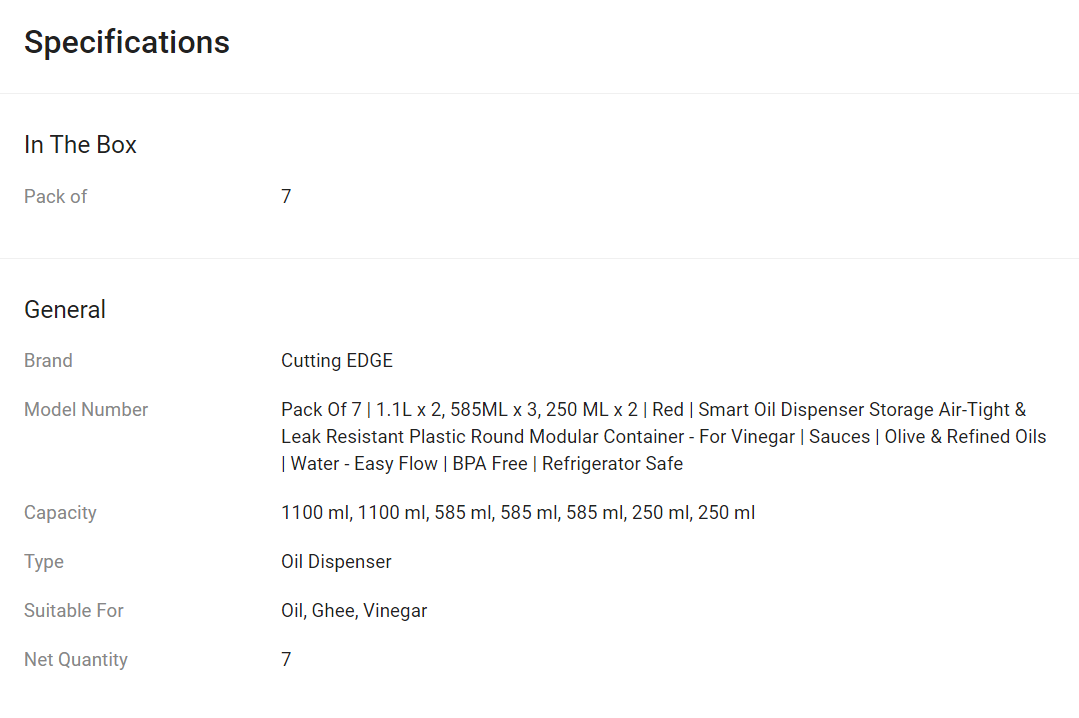 Specifications
In The Box
Pack of 7
General
Brand Cutting EDGE
Model Number Pack Of 7 | 1.1L x 2, 585ML x 3, 250 ML x 2 | Red | Smart Oil Dispenser Storage Air-Tight &
Leak Resistant Plastic Round Modular Container - For Vinegar | Sauces | Olive & Refined Oils
| Water - Easy Flow | BPA Free | Refrigerator Safe
Capacity 1100 ml, 1100 ml, 585 ml, 585 ml, 585 ml, 250 ml, 250 ml
Type Oil Dispenser
Suitable For Oil, Ghee, Vinegar
Net Quantity 7